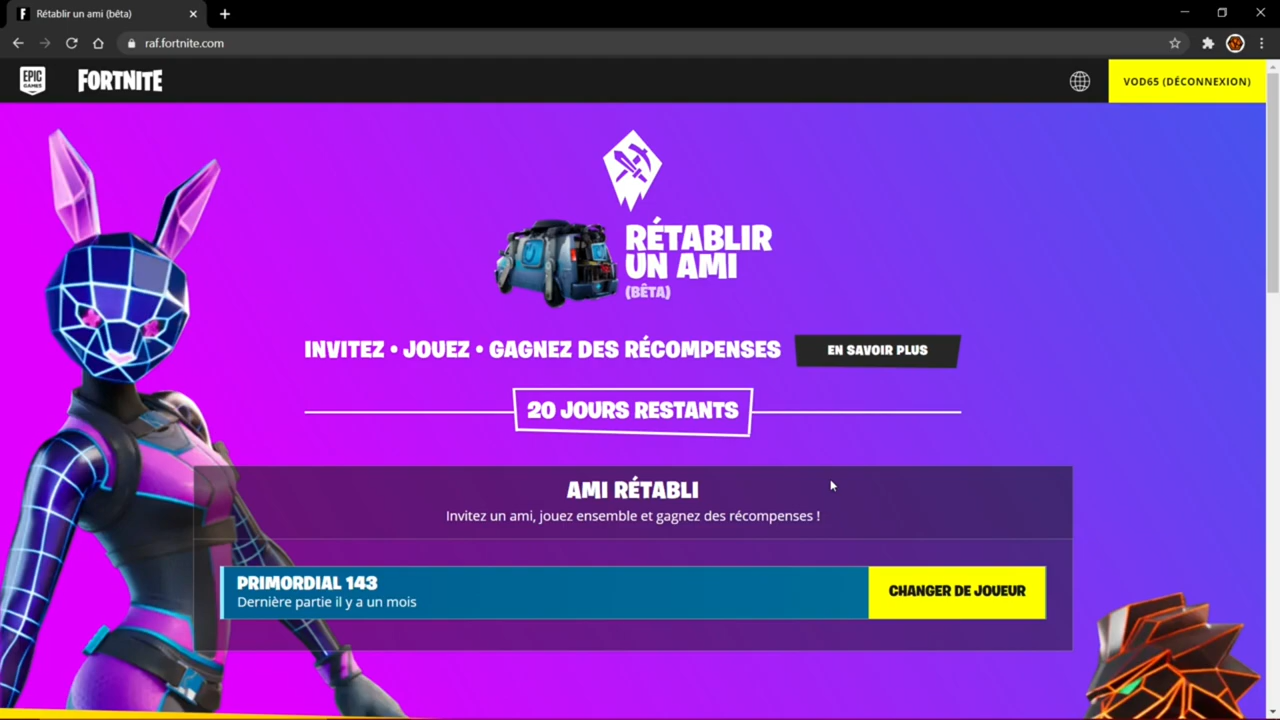 Rétablir un ami (bêta)
raf.fortnite.com
EPIC
GAMES
FORTNITE
VOD65 (DÉCONNEXION)
RÉTABLIR
UN AMI
(BÊTA)
INVITEZ • JOUEZ • GAGNEZ DES RÉCOMPENSES
EN SAVOIR PLUS
20 JOURS RESTANTS
AMI RÉTABLI
Invitez un ami, jouez ensemble et gagnez des récompenses !
PRIMORDIAL 143
Dernière partie il y a un mois
CHANGER DE JOUEUR